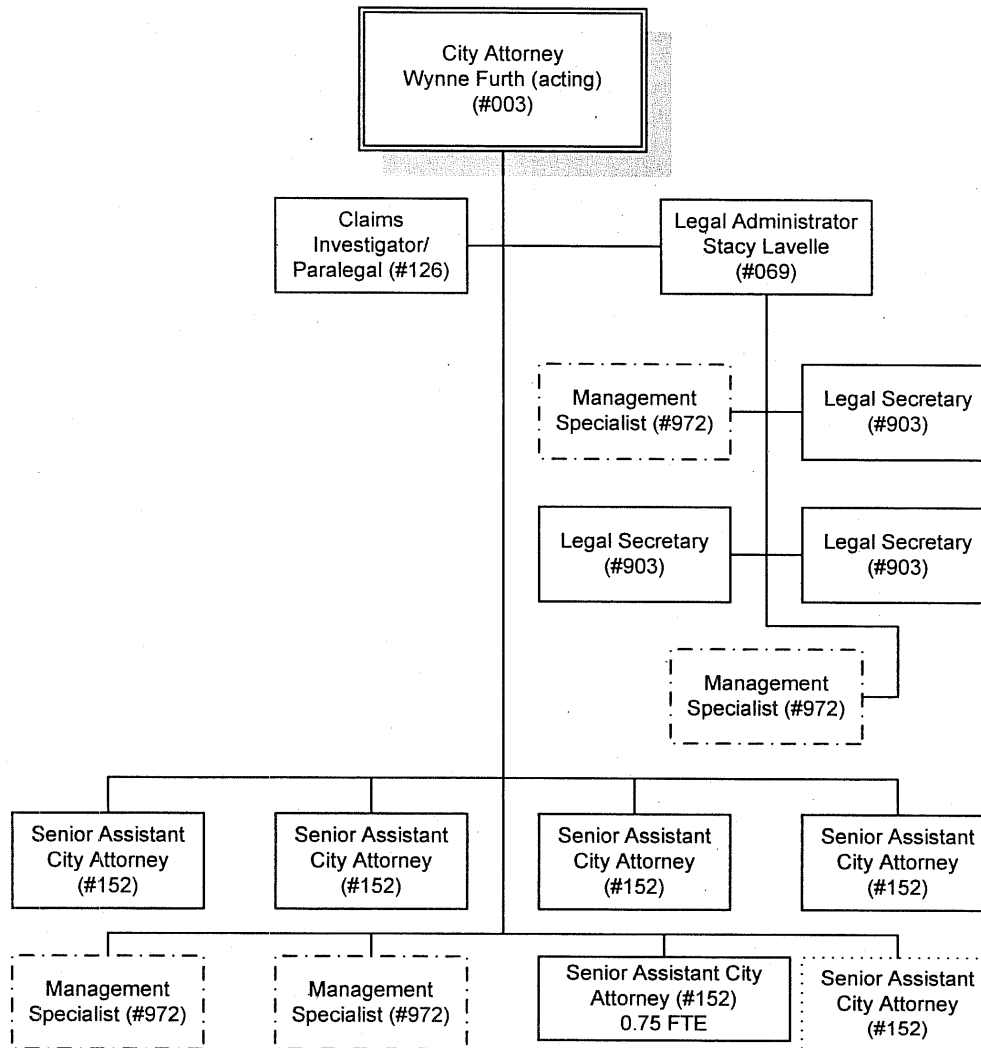 City Attorney
Wynne Furth (acting)
(#003)
Claims
Investigator/
Paralegal (#126)
Legal Administrator
Stacy Lavelle
(#069)
Management
Specialist (#972)
Legal Secretary
(#903)
Legal Secretary
(#903)
Legal Secretary
(#903)
Management
Specialist (#972)
Senior Assistant
City Attorney
(#152)
Senior Assistant
City Attorney
(#152)
Senior Assistant
City Attorney
(#152)
Senior Assistant
City Attorney
(#152)
Management
Specialist (#972)
Management
Specialist (#972)
Senior Assistant City
Attorney (#152)
0.75 FTE
Senior Assistant
City Attorney
(#152)